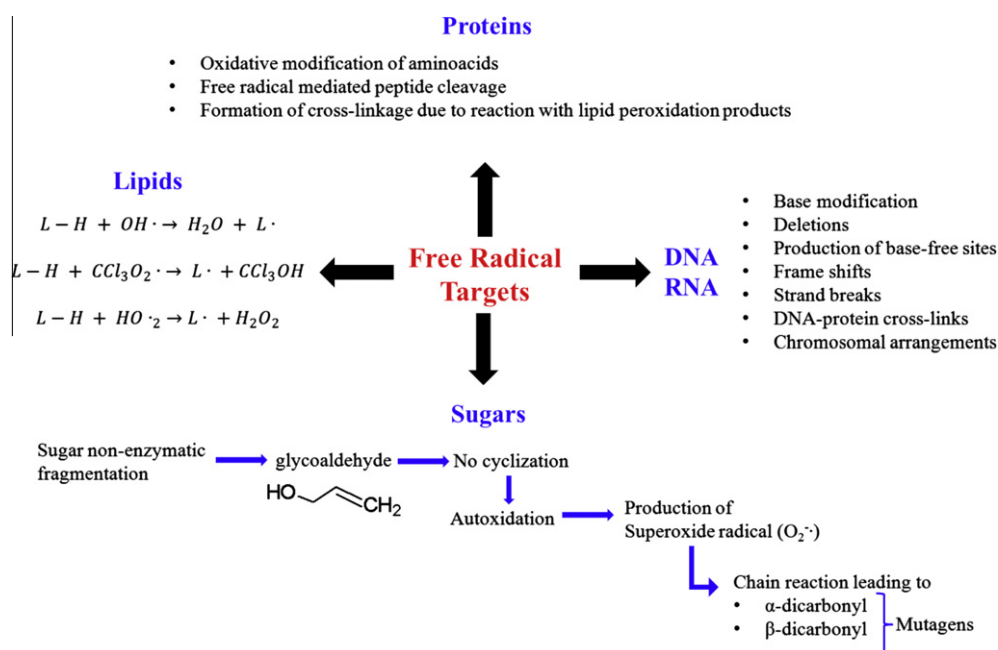 Proteins
• Oxidative modification of aminoacids
• Free radical mediated peptide cleavage
• Formation of cross-linkage due to reaction with lipid peroxidation products
Lipids
L − H + OH · → H₂O + L ·
L − H + CCl₃O₂ · → L · + CCl₃OH
L − H + HO ·₂ → L · + H₂O₂
Free Radical
Targets
DNA
RNA
• Base modification
• Deletions
• Production of base-free sites
• Frame shifts
• Strand breaks
• DNA-protein cross-links
• Chromosomal arrangements
Sugars
Sugar non-enzymatic
fragmentation
glycoaldehyde
HO
CH₂
No cyclization
Autoxidation
Production of
Superoxide radical (O₂⁻·)
Chain reaction leading to
• α-dicarbonyl
• β-dicarbonyl
Mutagens